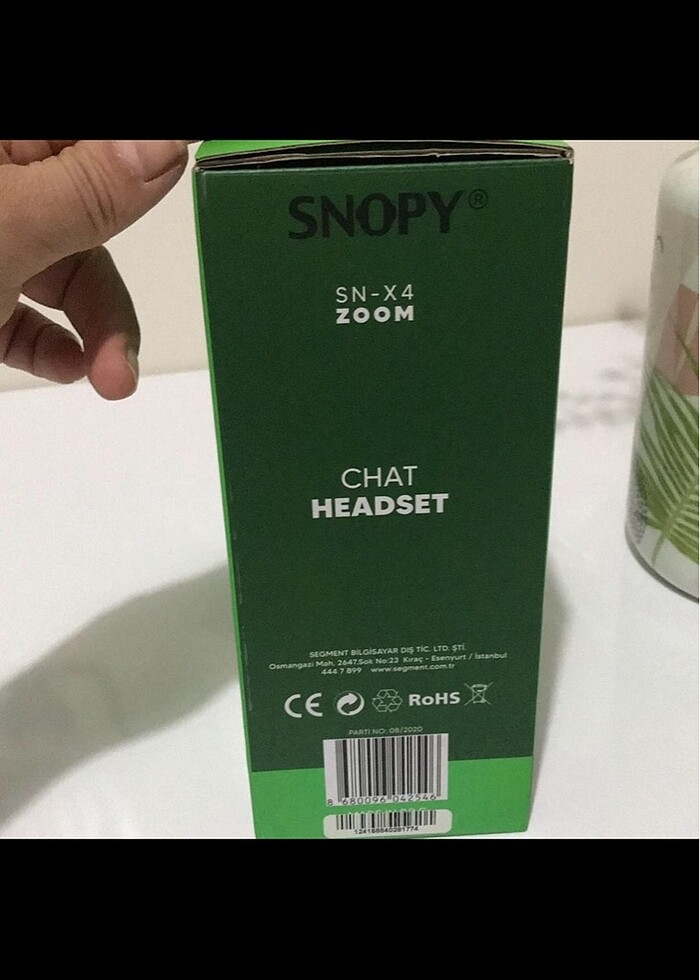 SNOPY®
SN-X4
ZOOM
CHAT
HEADSET
SEGMENT BİLGİSAYAR DIŞ TİC. LTD. ŞTİ.
Osmangazi Mah. 2647.Sok No:23 Kıraç - Esenyurt / İstanbul
444 7 899 www.segment.com.tr
CE RoHS
PARTİ NO: 08/2020
8 680096 042546